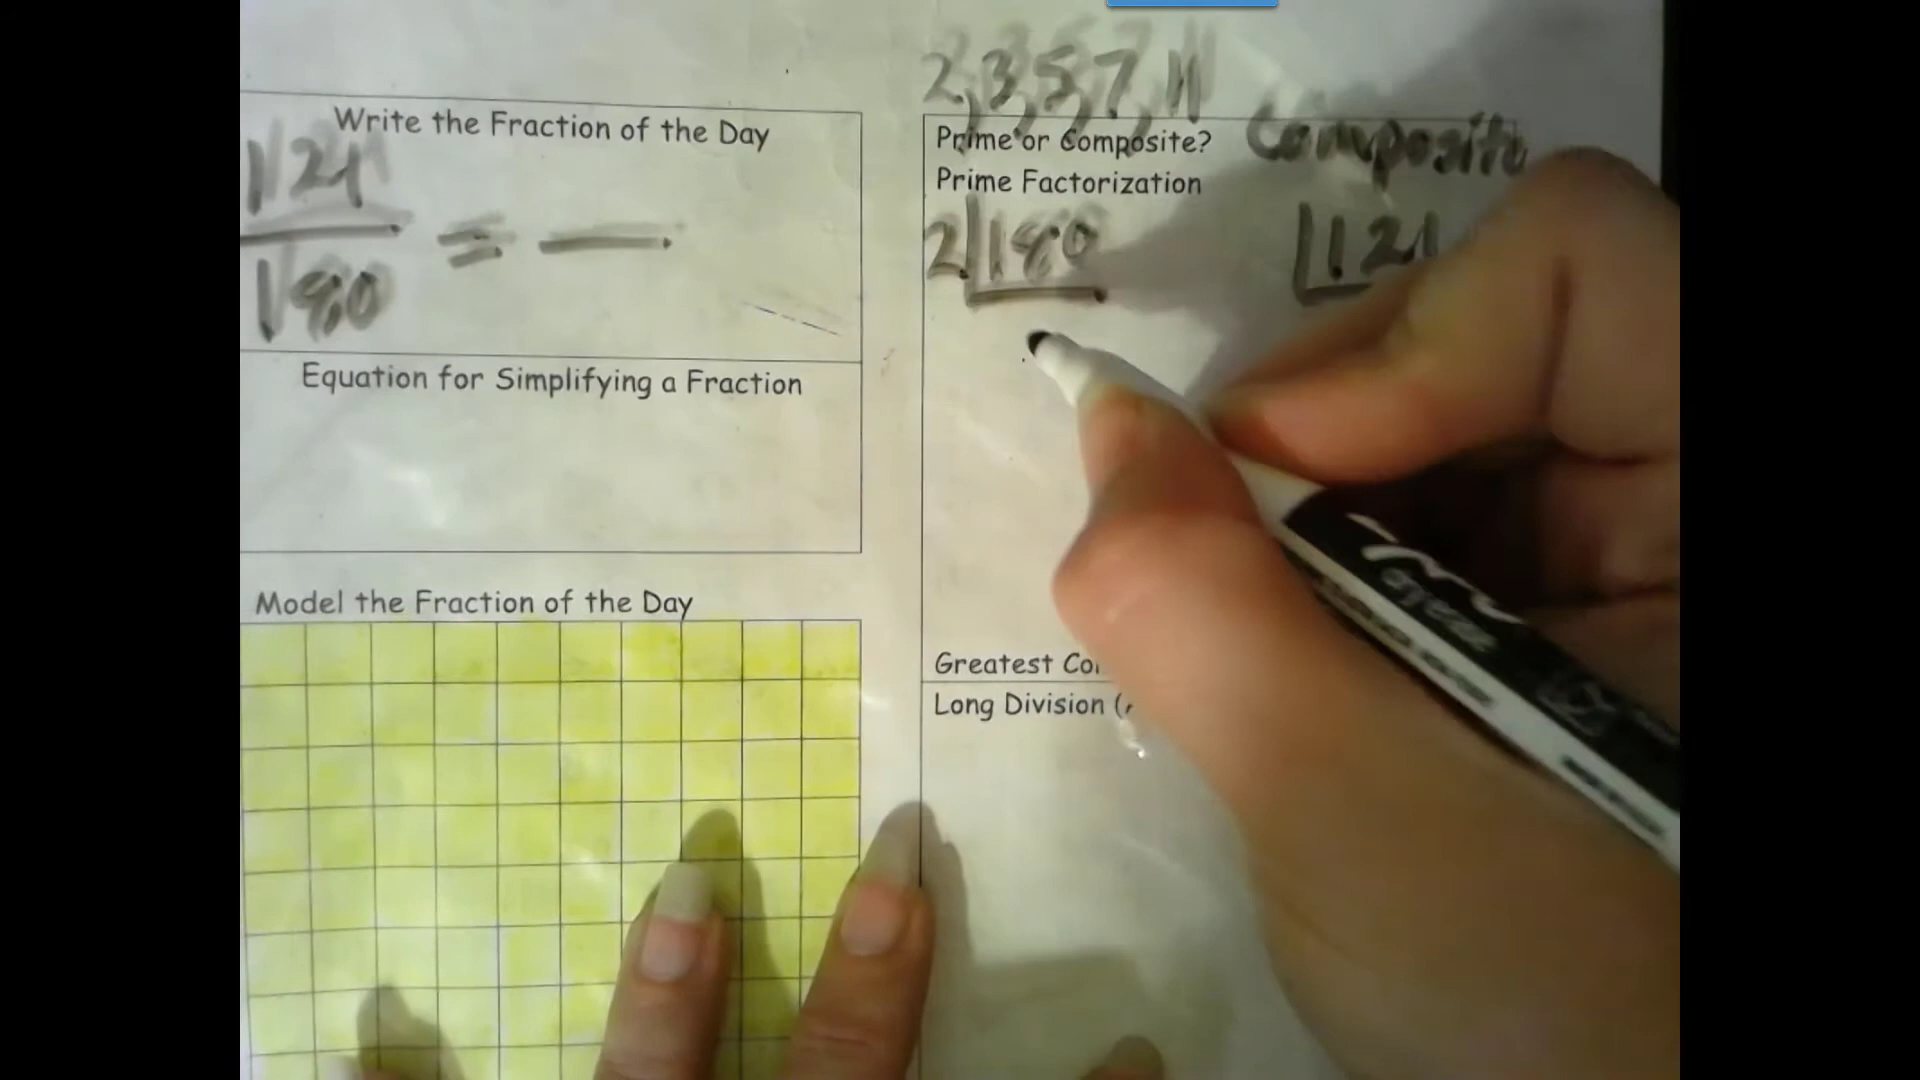 2, 3, 5, 7, 11
Write the Fraction of the Day
121
180
=
Prime or Composite? Composite
Prime Factorization
2 180
121
Equation for Simplifying a Fraction
Model the Fraction of the Day
Greatest
Long Division